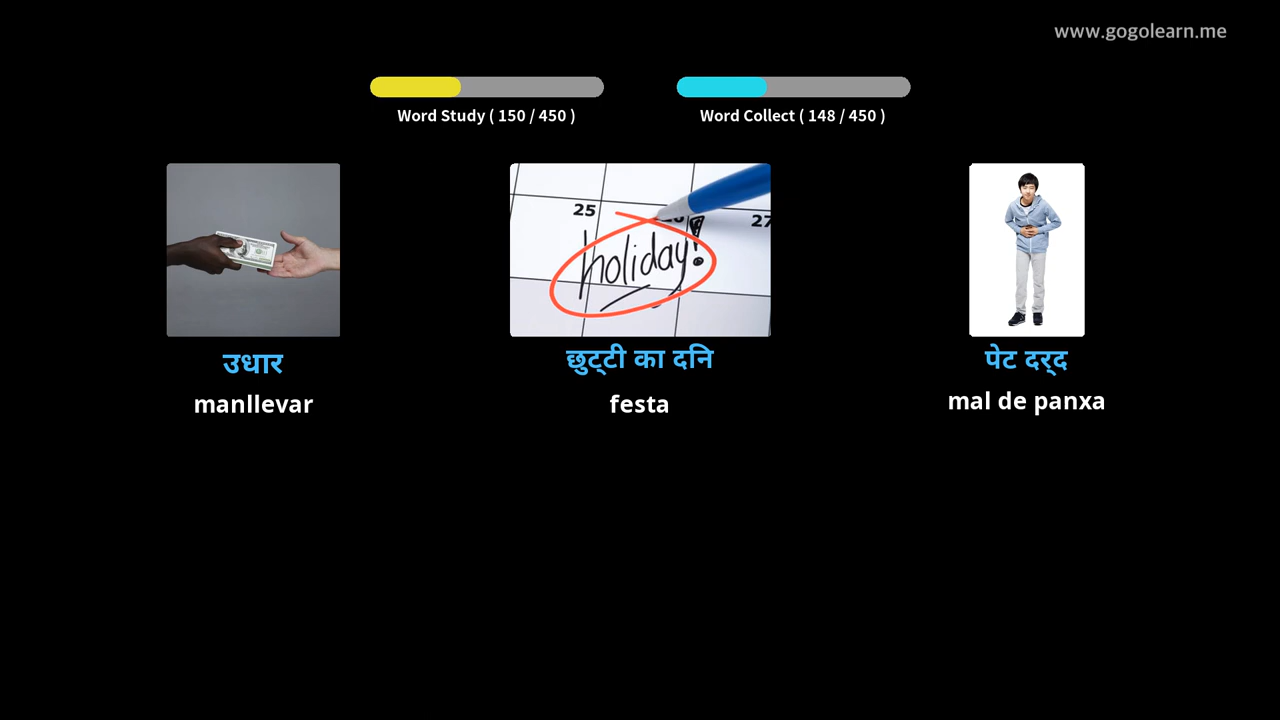 www.gogolearn.me
Word Study ( 150 / 450 )
Word Collect ( 148 / 450 )
25
27
holiday!
उधार
छुट्टी का दिन
पेट दर्द
manllevar
festa
mal de panxa